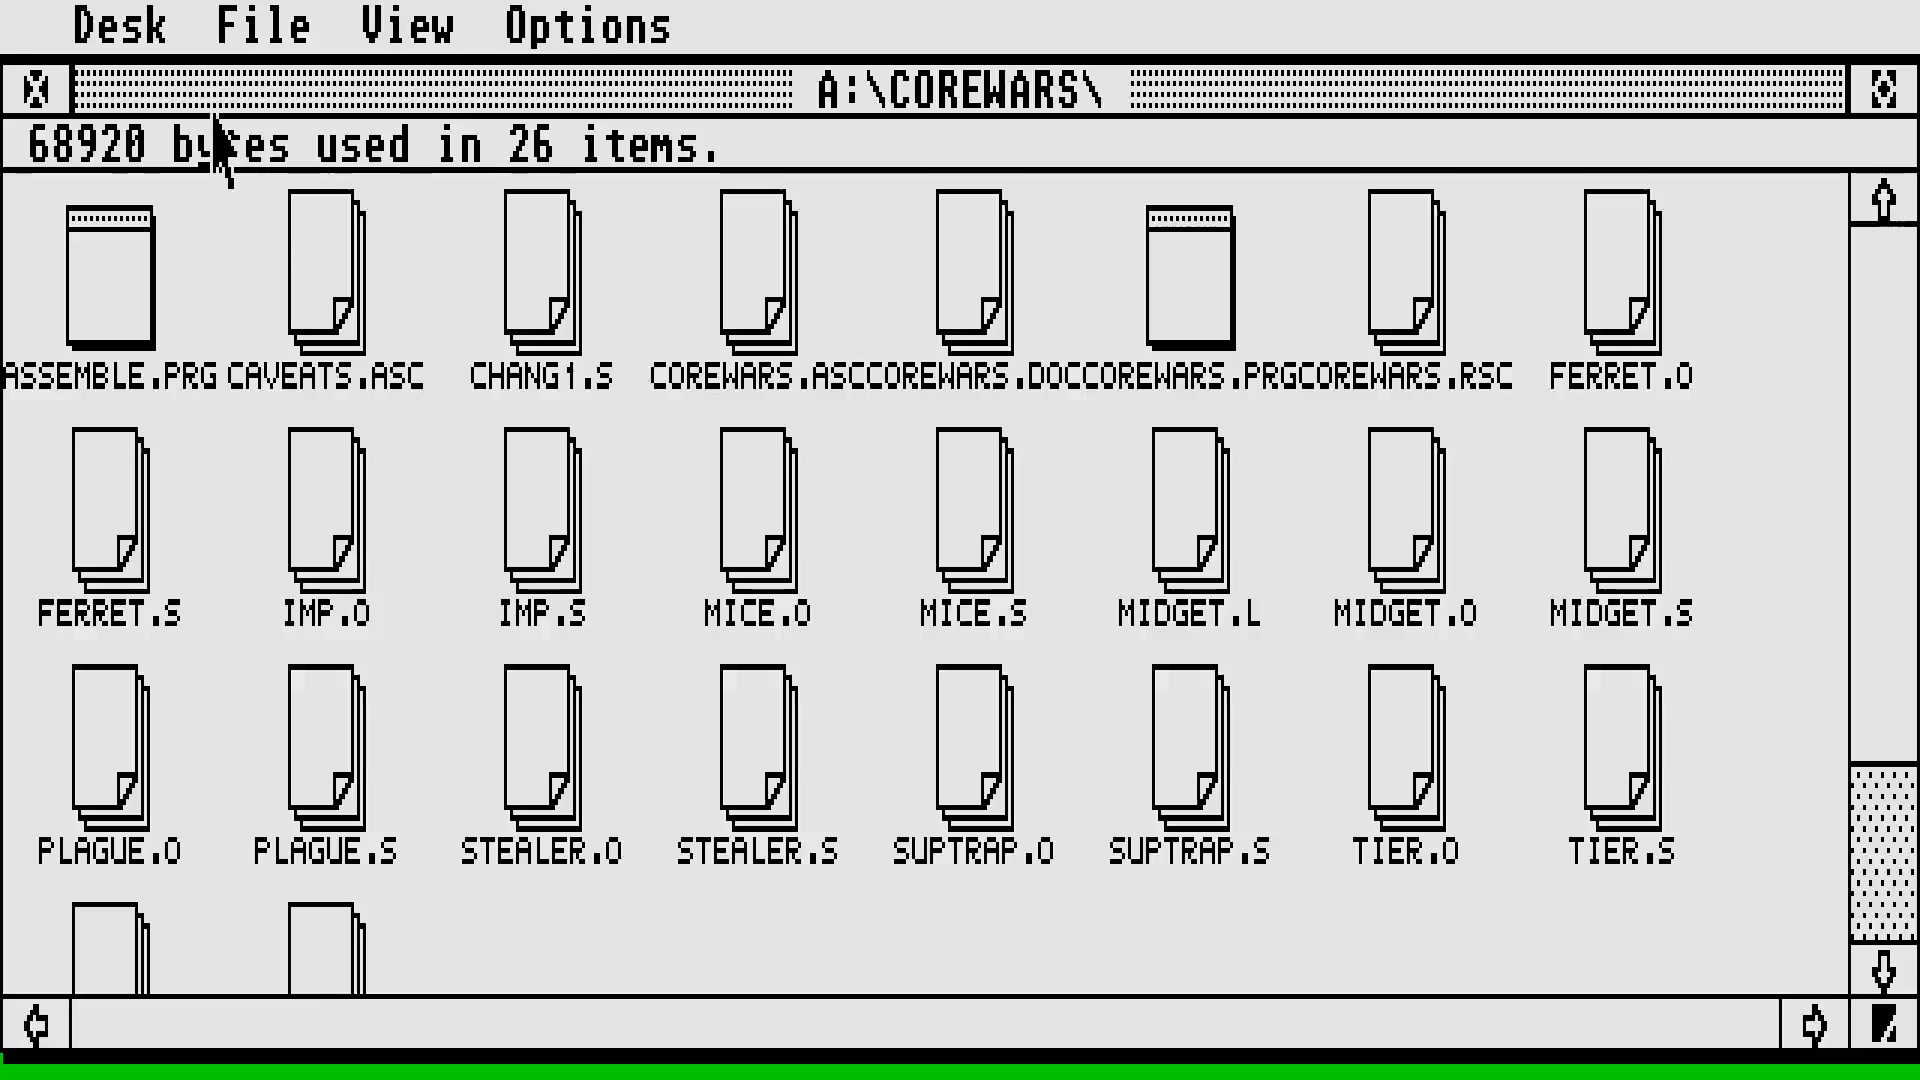 Desk File View Options
A:\COREWARS\
68920 bytes used in 26 items.
ASSEMBLE.PRG CAVEATS.ASC CHANG1.S COREWARS.ASC COREWARS.DOC COREWARS.PRG COREWARS.RSC FERRET.O
FERRET.S IMP.O IMP.S MICE.O MICE.S MIDGET.L MIDGET.O MIDGET.S
PLAGUE.O PLAGUE.S STEALER.O STEALER.S SUPTRAP.O SUPTRAP.S TIER.O TIER.S